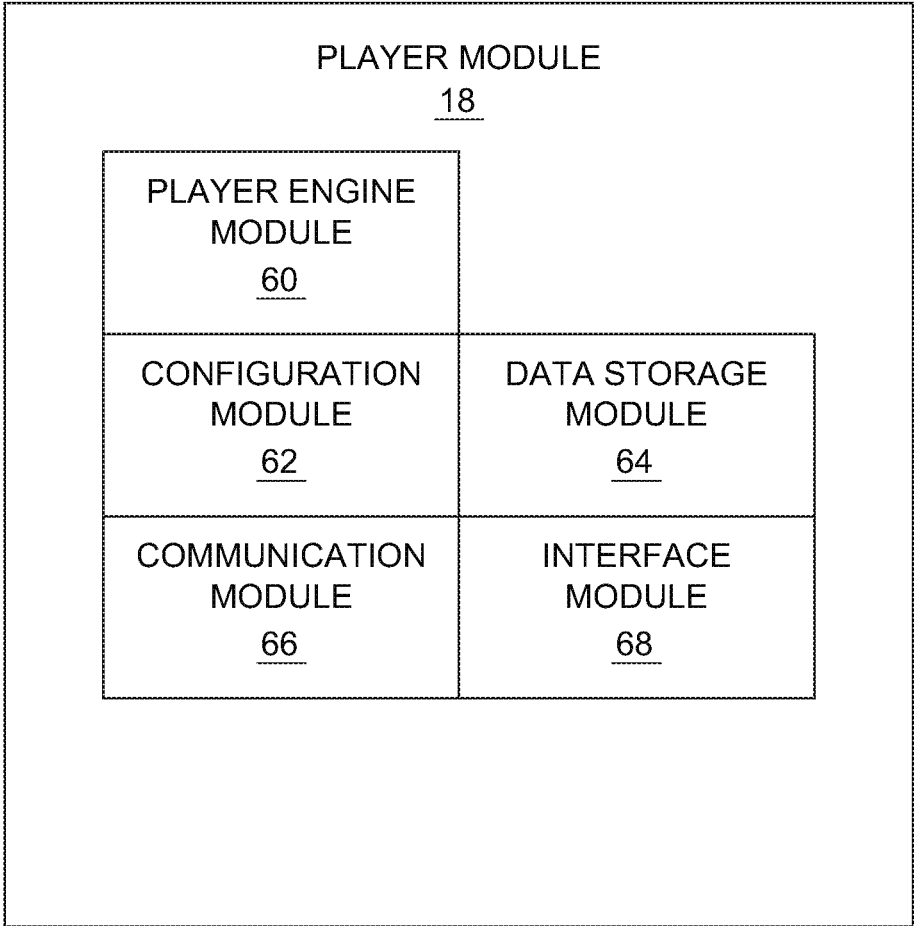 PLAYER MODULE
18
PLAYER ENGINE
MODULE
60
CONFIGURATION
MODULE
62
DATA STORAGE
MODULE
64
COMMUNICATION
MODULE
66
INTERFACE
MODULE
68